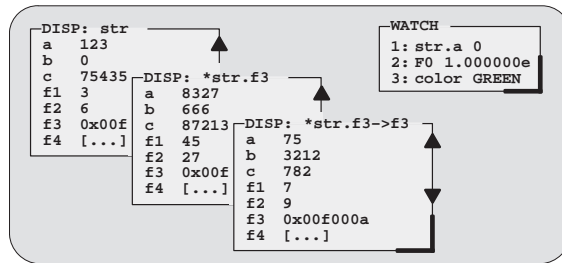 DISP: str
a 123
b 0
c 75435
f1 3
f2 6
f3 0x00f
f4 [...]
DISP: *str.f3
a 8327
b 666
c 87213
f1 45
f2 27
f3 0x00f
f4 [...]
DISP: *str.f3->f3
a 75
b 3212
c 782
f1 7
f2 9
f3 0x00f000a
f4 [...]
WATCH
1: str.a 0
2: F0 1.000000e
3: color GREEN